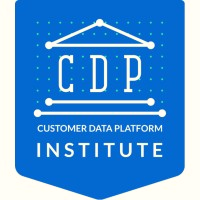 CDP
CUSTOMER DATA PLATFORM
INSTITUTE